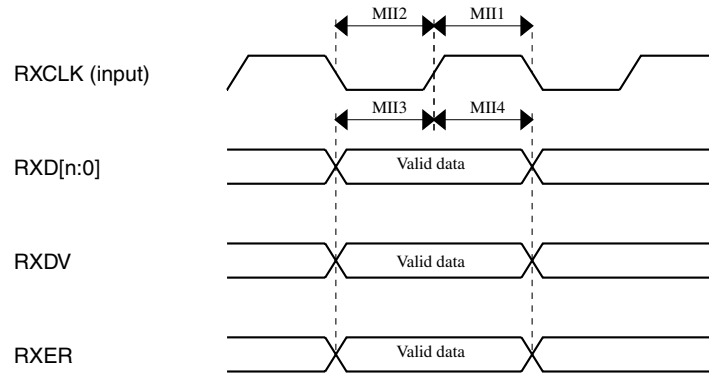 MII2 MII1
RXCLK (input)
MII3 MII4
RXD[n:0] Valid data
RXDV Valid data
RXER Valid data